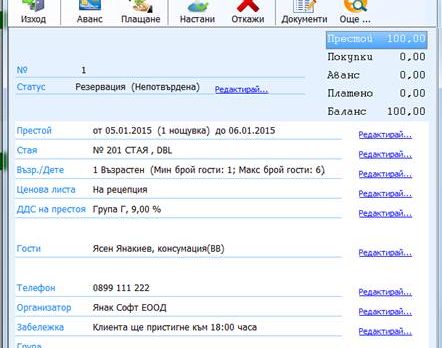 Изход Аванс Плащане Настани Откажи Документи Още ...
Престой 100,00
Покупки 0,00
Аванс 0,00
Платено 0,00
Баланс 100,00
№ 1
Статус Резервация (Непотвърдена) Редактирай...
Престой от 05.01.2015 (1 нощувка) до 06.01.2015 Редактирай...
Стая № 201 СТАЯ , DBL Редактирай...
Възр./Дете 1 Възрастен (Мин брой гости: 1; Макс брой гости: 6) Редактирай...
Ценова листа На рецепция Редактирай...
ДДС на престоя Група Г, 9,00 % Редактирай...
Гости Ясен Янакиев, консумация(BB) Редактирай...
Телефон 0899 111 222 Редактирай...
Организатор Янак Софт ЕООД Редактирай...
Забележка Клиента ще пристигне към 18:00 часа Редактирай...
Група